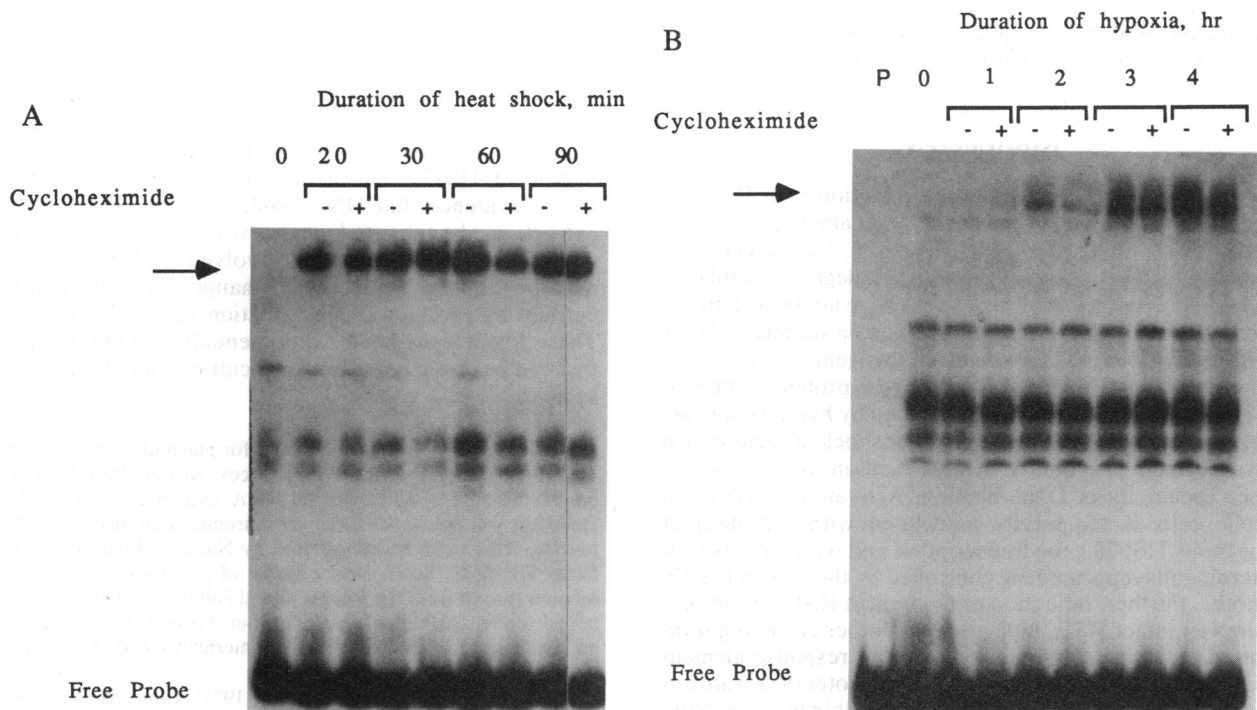 A
Duration of heat shock, min
0 20 30 60 90
Cycloheximide - + - + - + - +
Free Probe
B
Duration of hypoxia, hr
P 0 1 2 3 4
Cycloheximide - + - + - + - +
Free Probe